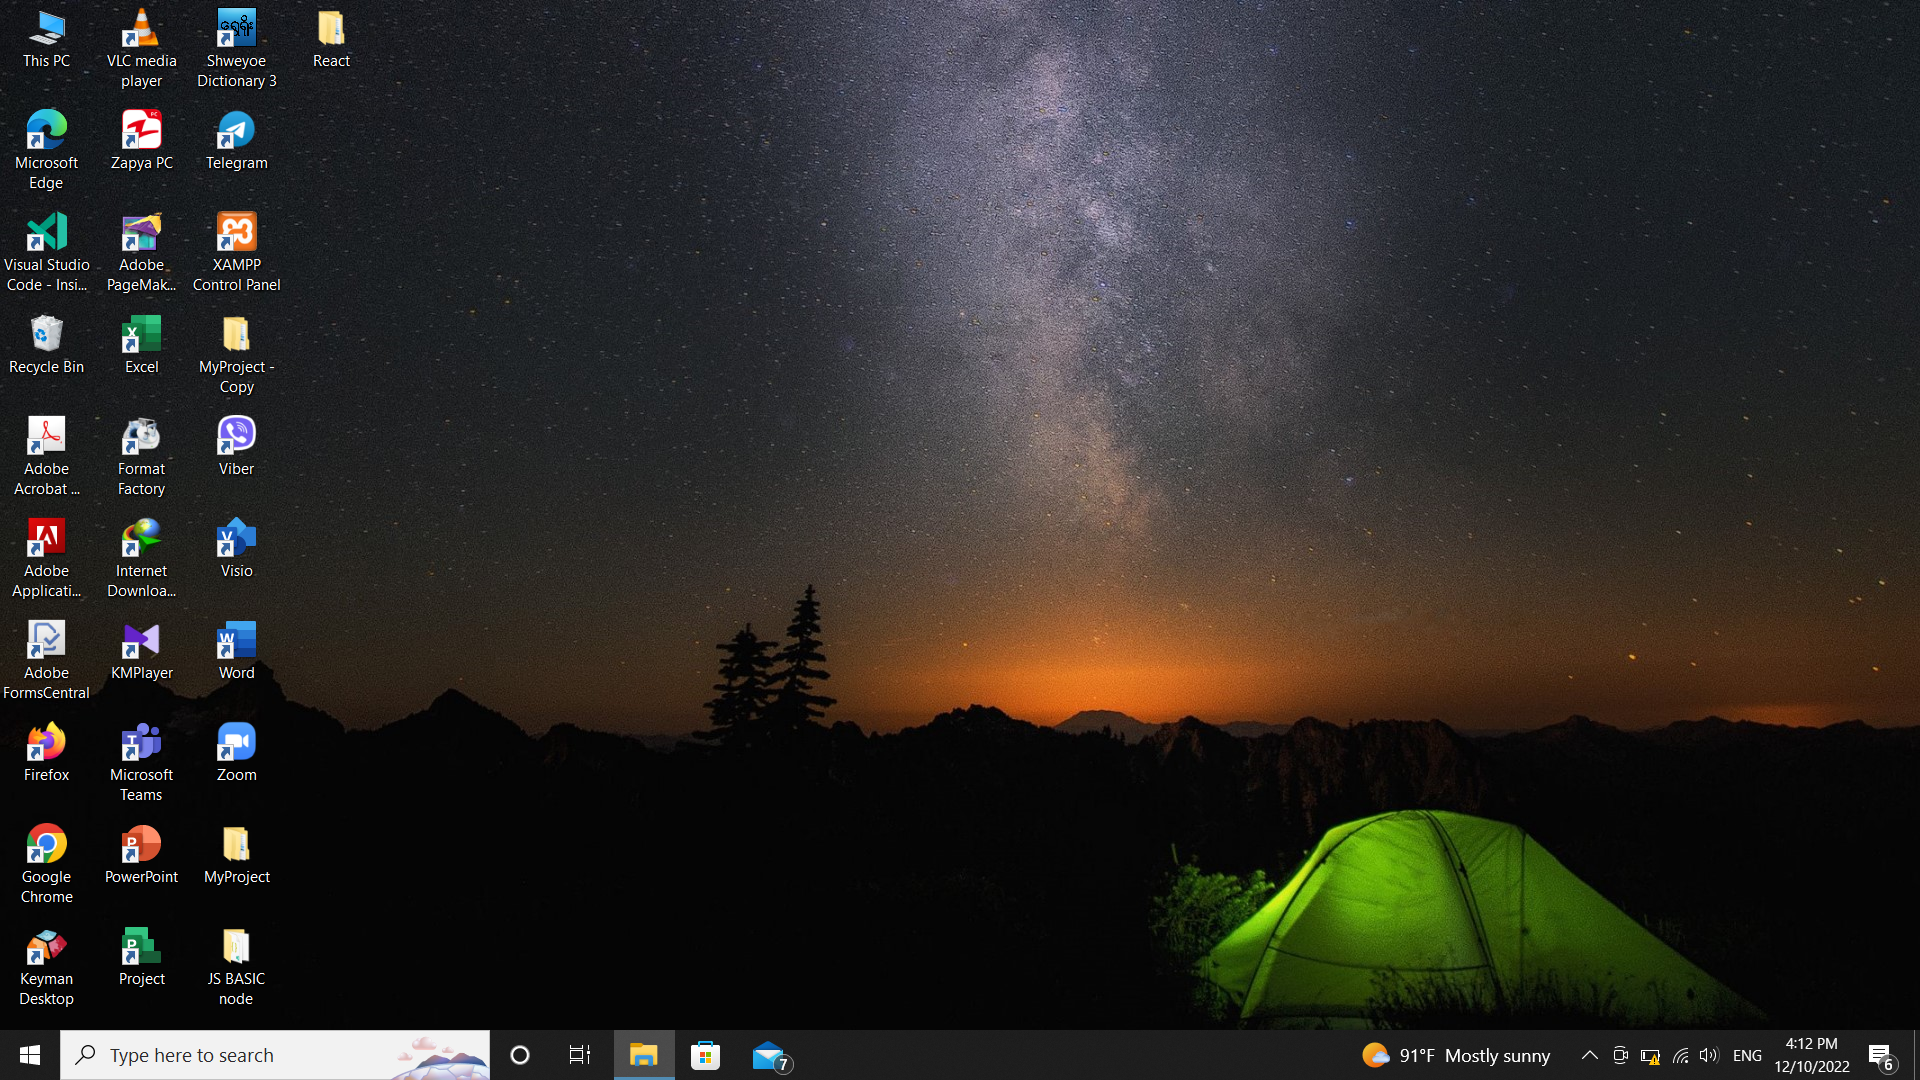 This PC
VLC media
player
ရွှေရိုး
Shweyoe
Dictionary 3
React
Microsoft
Edge
PC
Zapya PC
Telegram
Visual Studio
Code - Insi...
Adobe
PageMak...
XAMPP
Control Panel
Recycle Bin
X
Excel
MyProject -
Copy
Adobe
Acrobat ...
Format
Factory
Viber
Adobe
Applicati...
Internet
Downloa...
V
Visio
Adobe
FormsCentral
KMPlayer
W
Word
Firefox
T
Microsoft
Teams
Zoom
Google
Chrome
P
PowerPoint
MyProject
Keyman
Desktop
P
Project
JS BASIC
node
Type here to search
7
91°F Mostly sunny
ENG
4:12 PM
12/10/2022
6